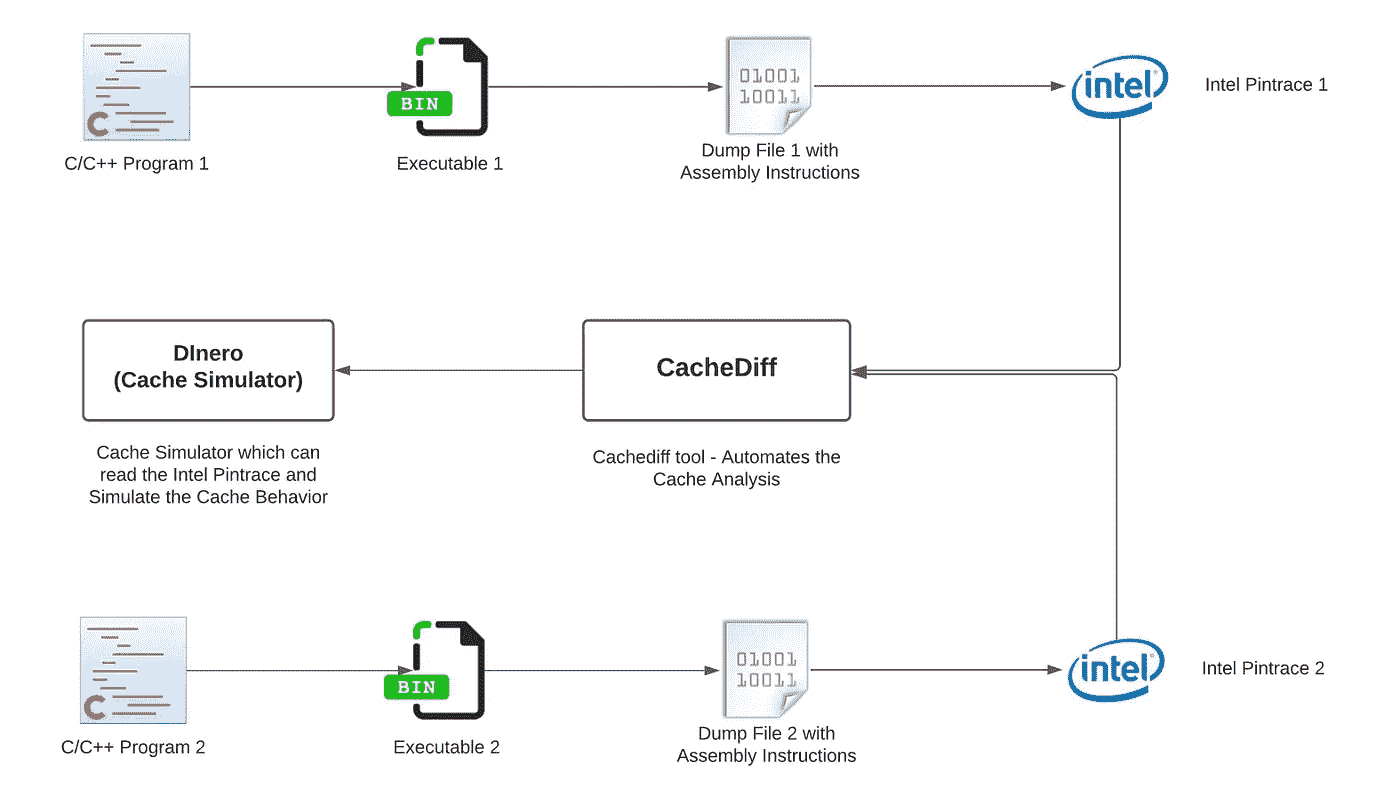 01001
10011
intel
Intel Pintrace 1
BIN
C/C++ Program 1
Executable 1
Dump File 1 with
Assembly Instructions
DInero
(Cache Simulator)
CacheDiff
Cache Simulator which can
read the Intel Pintrace and
Simulate the Cache Behavior
Cachediff tool - Automates the
Cache Analysis
C
BIN
01001
10011
intel
Intel Pintrace 2
C
C/C++ Program 2
Executable 2
Dump File 2 with
Assembly Instructions